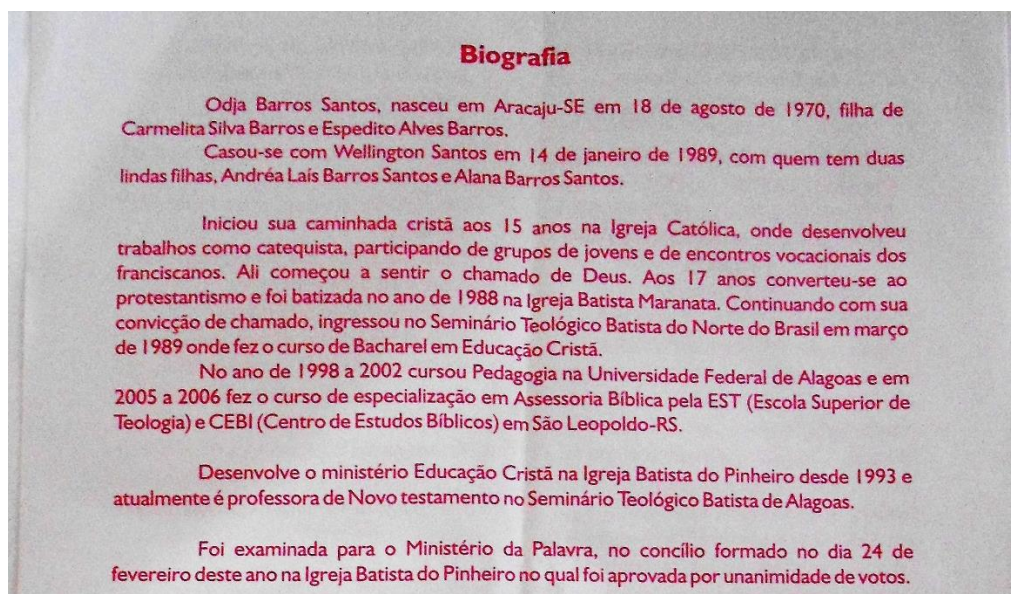 Biografia
Odja Barros Santos, nasceu em Aracaju-SE em 18 de agosto de 1970, filha de
Carmelita Silva Barros e Espedito Alves Barros.
Casou-se com Wellington Santos em 14 de janeiro de 1989, com quem tem duas
lindas filhas, Andréa Laís Barros Santos e Alana Barros Santos.
Iniciou sua caminhada cristã aos 15 anos na Igreja Católica, onde desenvolveu
trabalhos como catequista, participando de grupos de jovens e de encontros vocacionais dos
franciscanos. Ali começou a sentir o chamado de Deus. Aos 17 anos converteu-se ao
protestantismo e foi batizada no ano de 1988 na Igreja Batista Maranata. Continuando com sua
convicção de chamado, ingressou no Seminário Teológico Batista do Norte do Brasil em março
de 1989 onde fez o curso de Bacharel em Educação Cristã.
No ano de 1998 a 2002 cursou Pedagogia na Universidade Federal de Alagoas e em
2005 a 2006 fez o curso de especialização em Assessoria Bíblica pela EST (Escola Superior de
Teologia) e CEBI (Centro de Estudos Bíblicos) em São Leopoldo-RS.
Desenvolve o ministério Educação Cristã na Igreja Batista do Pinheiro desde 1993 e
atualmente é professora de Novo testamento no Seminário Teológico Batista de Alagoas.
Foi examinada para o Ministério da Palavra, no concílio formado no dia 24 de
fevereiro deste ano na Igreja Batista do Pinheiro no qual foi aprovada por unanimidade de votos.